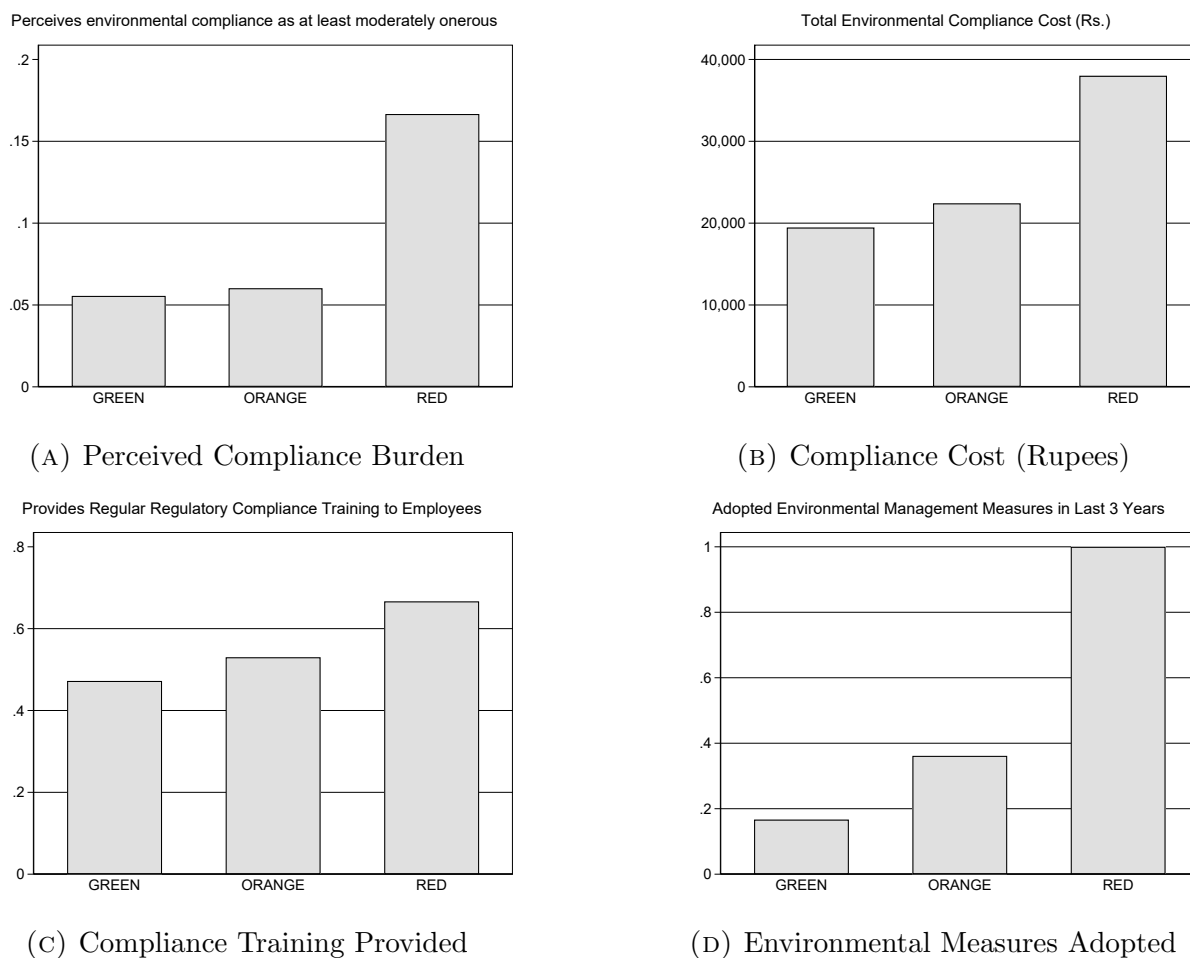 Perceives environmental compliance as at least moderately onerous
.2
.15
.1
.05
0
GREEN ORANGE RED
(A) Perceived Compliance Burden
Total Environmental Compliance Cost (Rs.)
40,000
30,000
20,000
10,000
0
GREEN ORANGE RED
(B) Compliance Cost (Rupees)
Provides Regular Regulatory Compliance Training to Employees
.8
.6
.4
.2
0
GREEN ORANGE RED
(C) Compliance Training Provided
Adopted Environmental Management Measures in Last 3 Years
1
.8
.6
.4
.2
0
GREEN ORANGE RED
(D) Environmental Measures Adopted